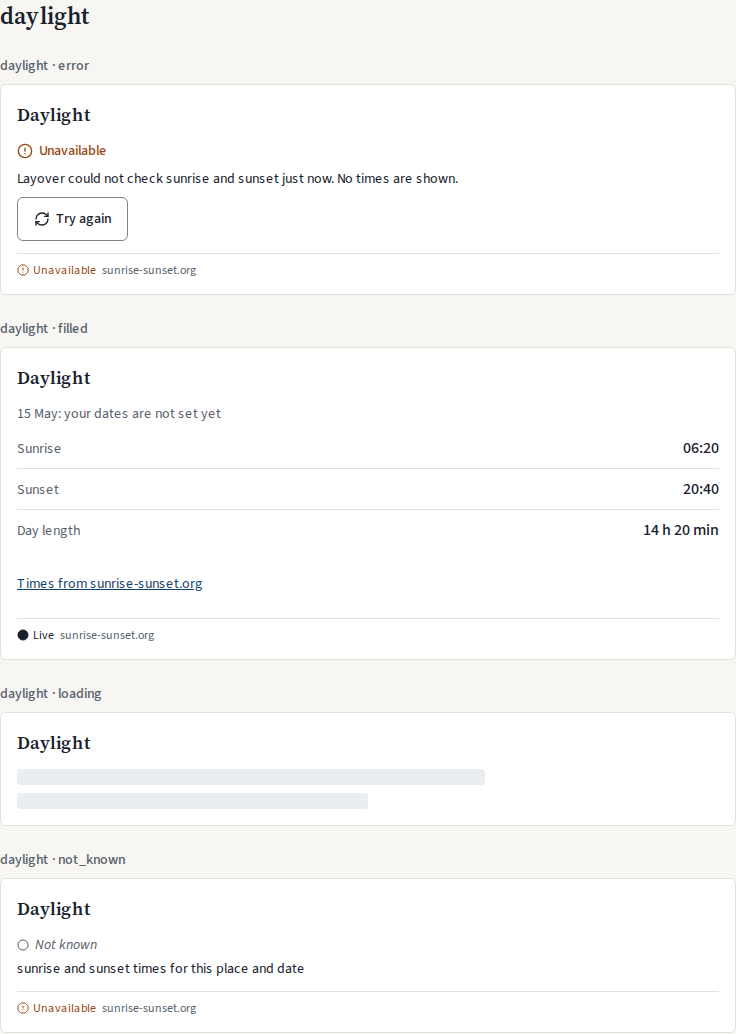 daylight
daylight · error
Daylight
Unavailable
Layover could not check sunrise and sunset just now. No times are shown.
Try again
Unavailable sunrise-sunset.org
daylight · filled
Daylight
15 May: your dates are not set yet
Sunrise 06:20
Sunset 20:40
Day length 14 h 20 min
Times from sunrise-sunset.org
Live sunrise-sunset.org
daylight · loading
Daylight
daylight · not_known
Daylight
Not known
sunrise and sunset times for this place and date
Unavailable sunrise-sunset.org